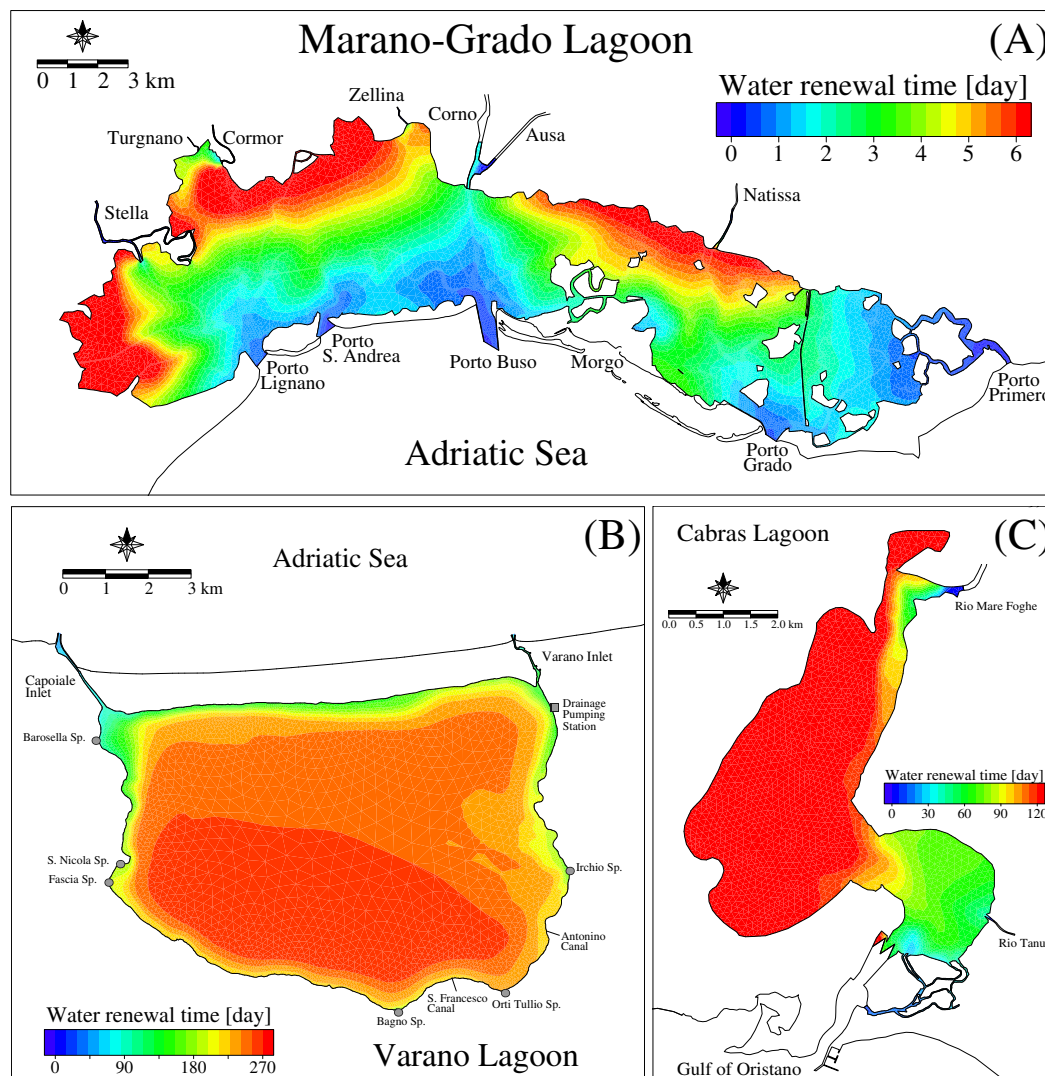 Marano-Grado Lagoon
(A)
0 1 2 3 km
Water renewal time [day]
0 1 2 3 4 5 6
Zellina
Corno
Ausa
Turgnano
Cormor
Natissa
Stella
Porto
Lignano
Porto
S. Andrea
Porto Buso
Morgo
Porto
Primero
Porto
Grado
Adriatic Sea
(B)
Adriatic Sea
0 1 2 3 km
Capoiale
Inlet
Varano Inlet
Drainage
Pumping
Station
Barosella Sp.
S. Nicola Sp.
Fascia Sp.
Irchio Sp.
Antonino
Canal
S. Francesco
Canal
Orti Tullio Sp.
Bagno Sp.
Water renewal time [day]
0 90 180 270
Varano Lagoon
Cabras Lagoon
(C)
0.0 0.5 1.0 1.5 2.0 km
Rio Mare Foghe
Water renewal time [day]
0 30 60 90 120
Rio Tanui
Gulf of Oristano